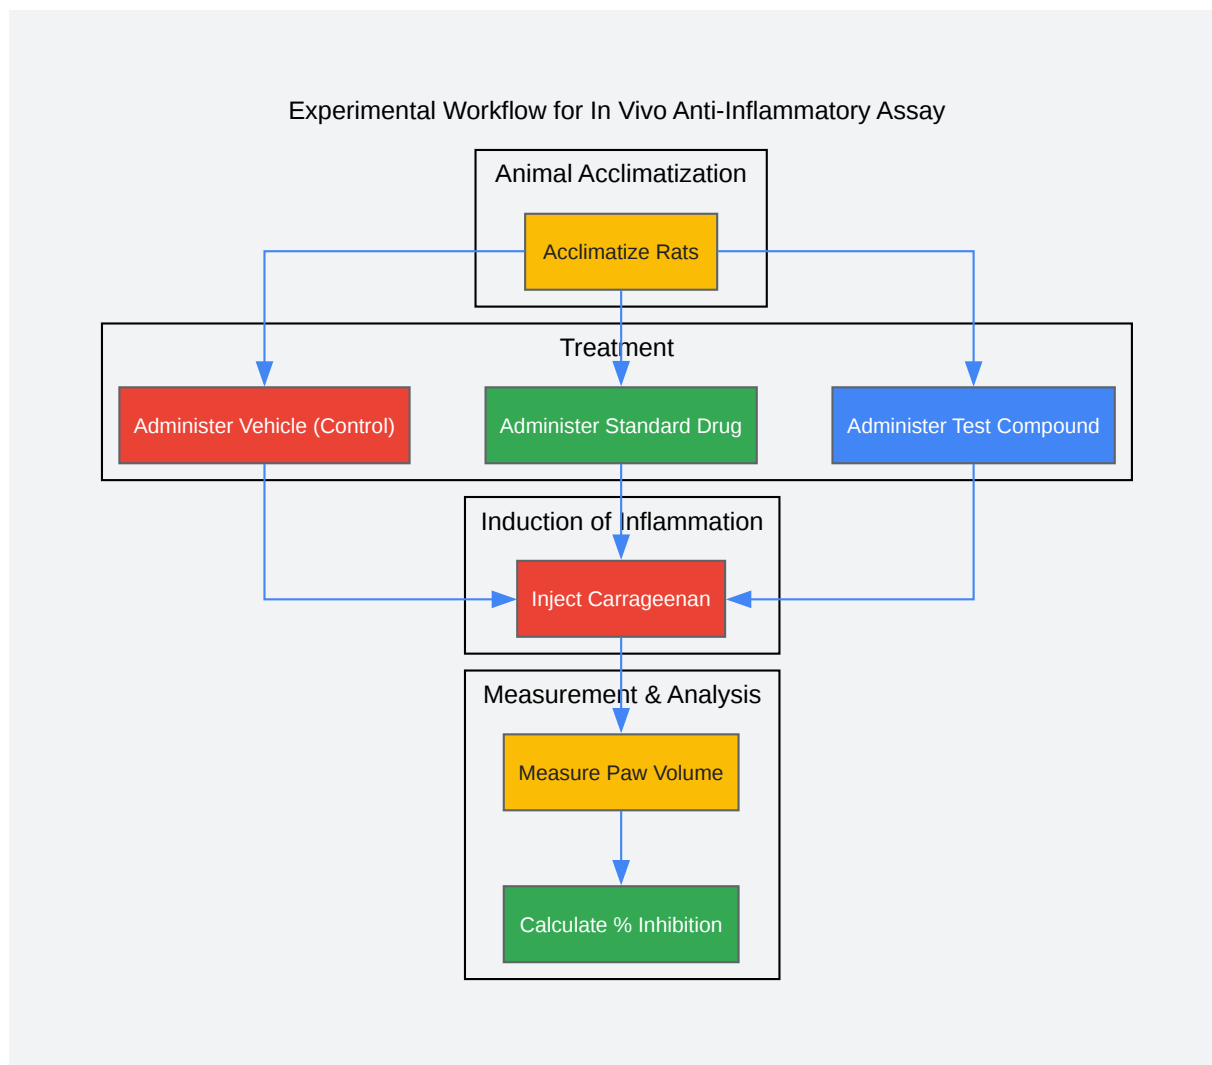 Experimental Workflow for In Vivo Anti-Inflammatory Assay
Animal Acclimatization
Acclimatize Rats
Treatment
Administer Vehicle (Control)
Administer Standard Drug
Administer Test Compound
Induction of Inflammation
Inject Carrageenan
Measurement & Analysis
Measure Paw Volume
Calculate % Inhibition